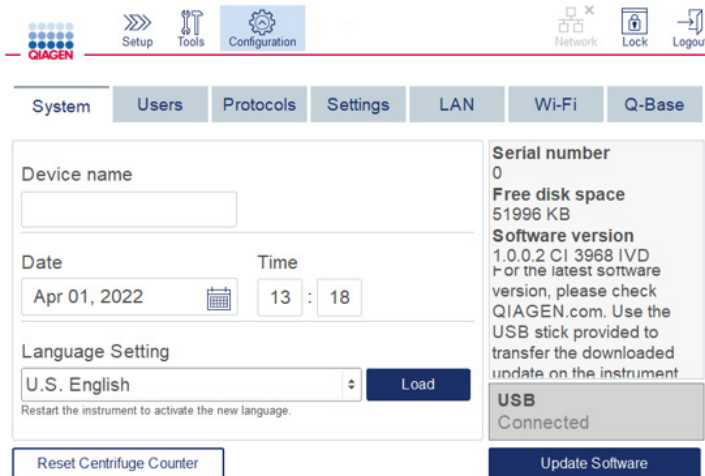 QIAGEN
Setup
Tools
Configuration
Network
Lock
Logout
System
Users
Protocols
Settings
LAN
Wi-Fi
Q-Base
Device name
Date
Time
Apr 01, 2022
13 : 18
Language Setting
U.S. English
Load
Restart the instrument to activate the new language.
Reset Centrifuge Counter
Serial number
0
Free disk space
51996 KB
Software version
1.0.0.2 CI 3968 IVD
For the latest software
version, please check
QIAGEN.com. Use the
USB stick provided to
transfer the downloaded
update on the instrument
USB
Connected
Update Software